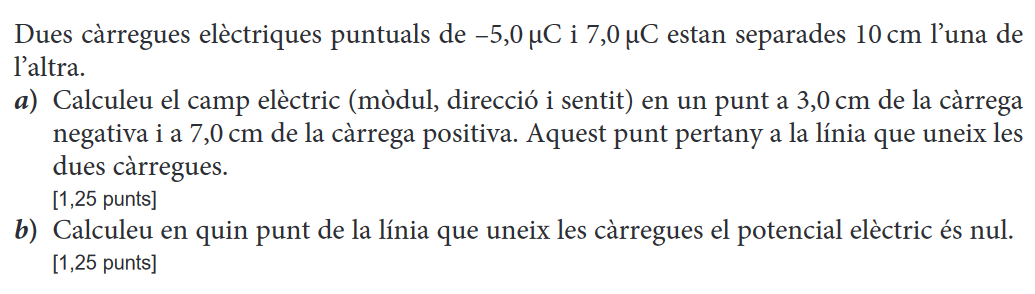 Dues càrregues elèctriques puntuals de –5,0 µC i 7,0 µC estan separades 10 cm l’una de
l’altra.
a) Calculeu el camp elèctric (mòdul, direcció i sentit) en un punt a 3,0 cm de la càrrega
negativa i a 7,0 cm de la càrrega positiva. Aquest punt pertany a la línia que uneix les
dues càrregues.
[1,25 punts]
b) Calculeu en quin punt de la línia que uneix les càrregues el potencial elèctric és nul.
[1,25 punts]